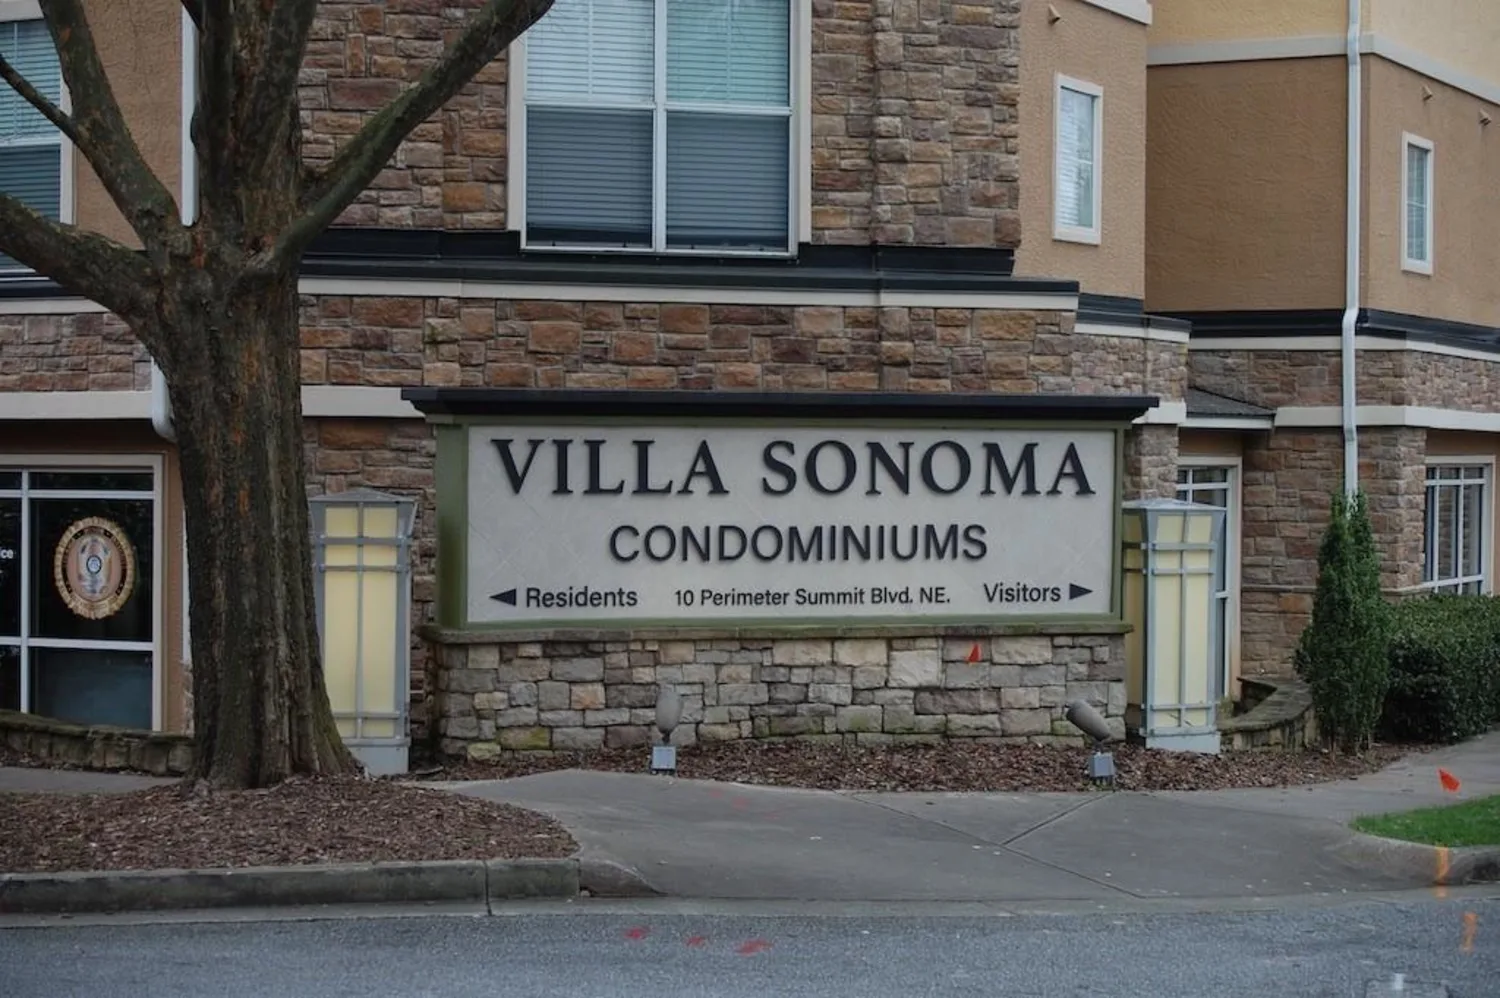 VILLA SONOMA
CONDOMINIUMS
◄ Residents 10 Perimeter Summit Blvd. NE. Visitors ►